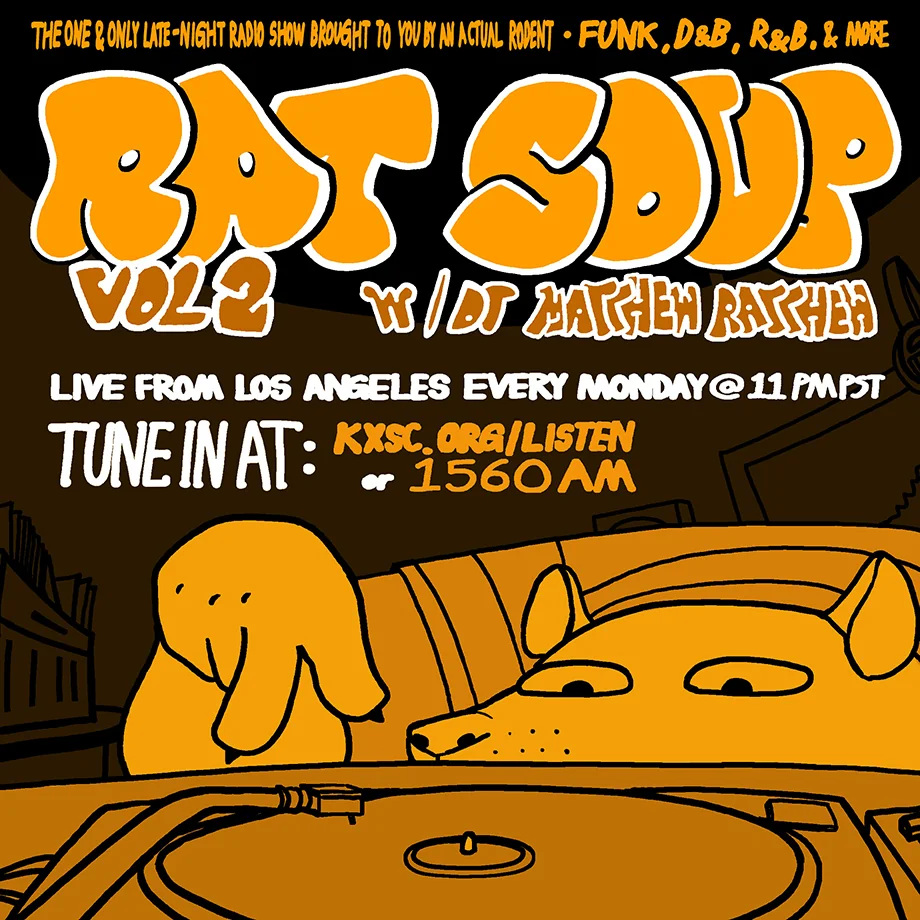 THE ONE & ONLY LATE-NIGHT RADIO SHOW BROUGHT TO YOU BY AN ACTUAL RODENT • FUNK, D&B, R&B, & MORE
RAT SOUP
VOL 2 W/ DJ MATTHEW RATTHEW
LIVE FROM LOS ANGELES EVERY MONDAY @ 11 PM PST
TUNE IN AT: KXSC.ORG/LISTEN
or 1560 AM